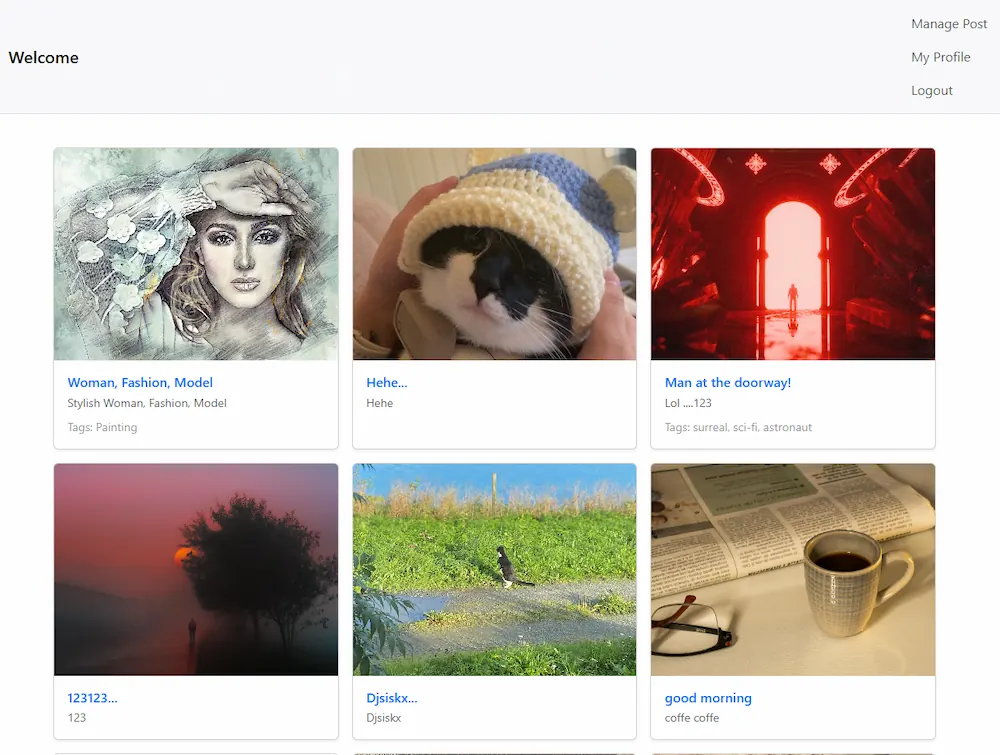 Welcome
Manage Post
My Profile
Logout
Woman, Fashion, Model
Stylish Woman, Fashion, Model
Tags: Painting
Hehe...
Hehe
Man at the doorway!
Lol ....123
Tags: surreal, sci-fi, astronaut
123123...
123
Djsiskx...
Djsiskx
good morning
coffe coffe